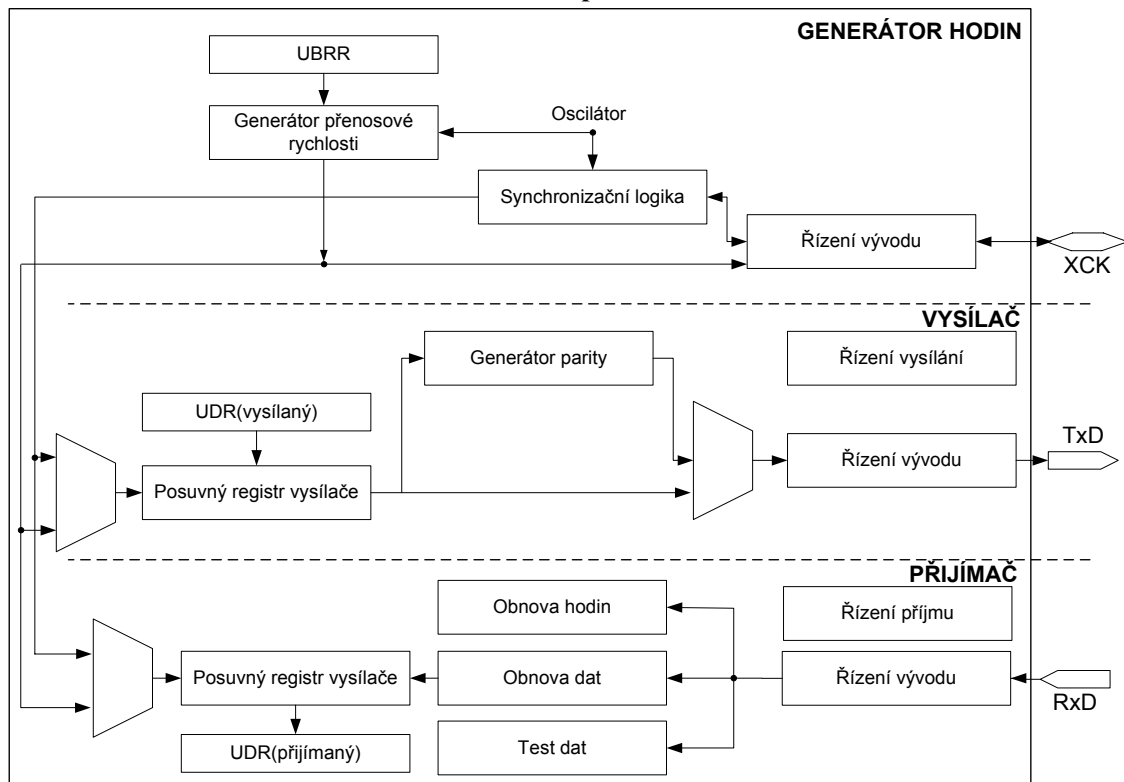 GENERÁTOR HODIN
UBRR
Generátor přenosové
rychlosti
Oscilátor
Synchronizační logika
Řízení vývodu
XCK
VYSÍLAČ
Generátor parity
Řízení vysílání
UDR(vysílaný)
TxD
Posuvný registr vysílače
Řízení vývodu
PŘIJÍMAČ
Obnova hodin
Řízení příjmu
Posuvný registr vysílače
Obnova dat
Řízení vývodu
RxD
UDR(přijímaný)
Test dat